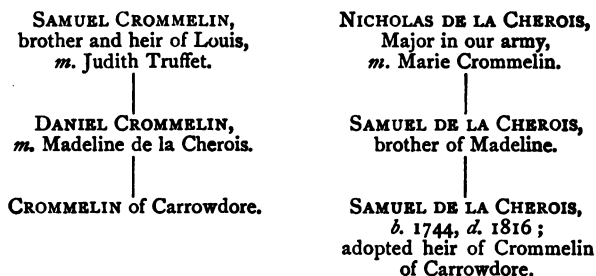 SAMUEL CROMMELIN,
brother and heir of Louis,
m. Judith Truffet.
DANIEL CROMMELIN,
m. Madeline de la Cherois.
CROMMELIN of Carrowdore.
NICHOLAS DE LA CHEROIS,
Major in our army,
m. Marie Crommelin.
SAMUEL DE LA CHEROIS,
brother of Madeline.
SAMUEL DE LA CHEROIS,
b. 1744, d. 1816 ;
adopted heir of Crommelin
of Carrowdore.